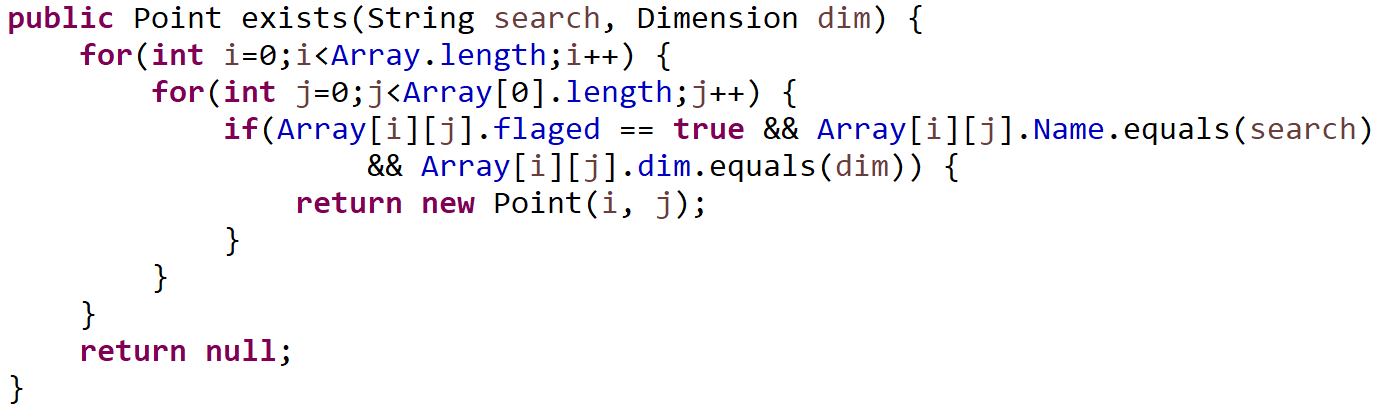 public Point exists(String search, Dimension dim) {
    for(int i=0;i<Array.length;i++) {
        for(int j=0;j<Array[0].length;j++) {
            if(Array[i][j].flaged == true && Array[i][j].Name.equals(search)
                    && Array[i][j].dim.equals(dim)) {
                return new Point(i, j);
            }
        }
    }
    return null;
}